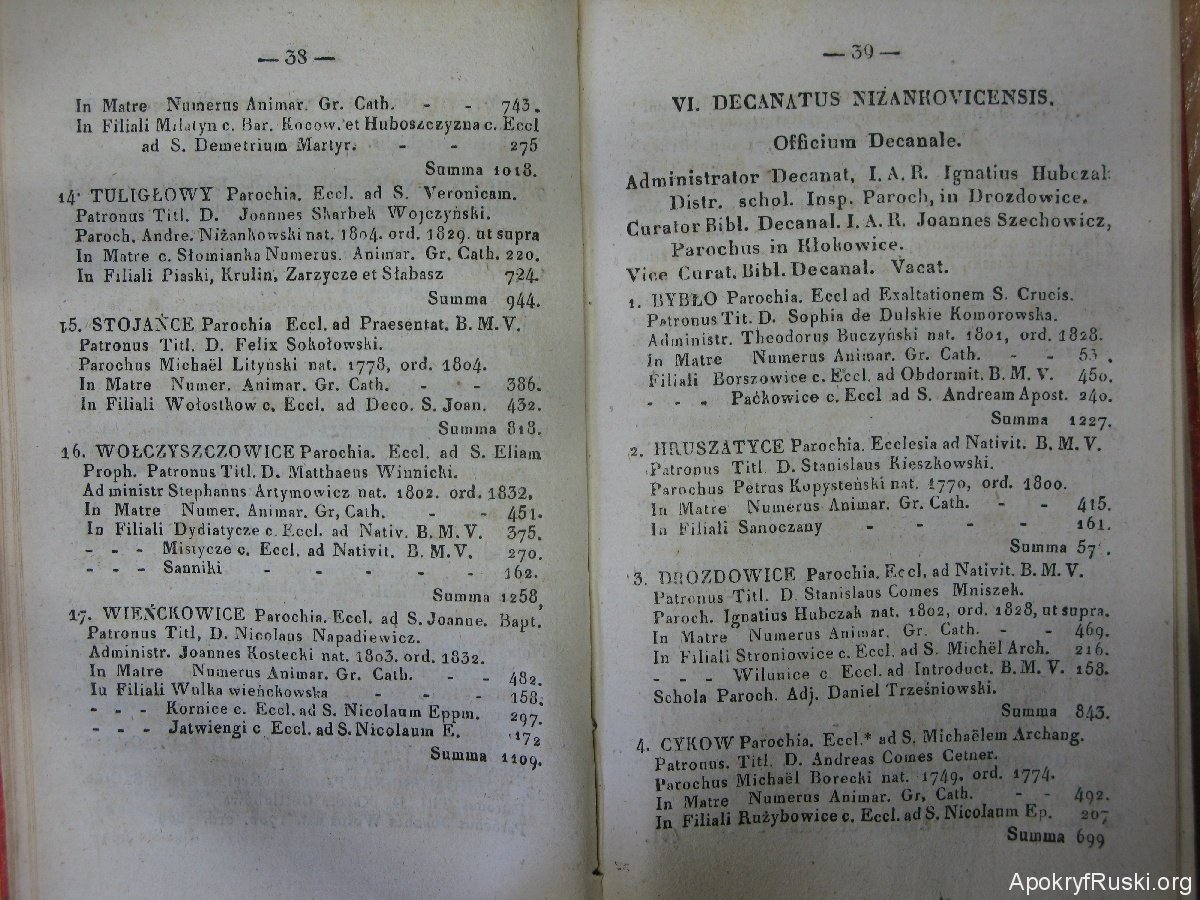 — 38 —
In Matre Numerus Animar. Gr. Cath. - - 743.
In Filiali Milatyn c. Bar. Kocow. et Huboszczyzna c. Eccl
ad S. Demetrium Martyr. - - 275
Summa 1018.
14. TULIGŁOWY Parochia. Eccl. ad S. Veronicam.
Patronus Titl. D. Joannes Skarbek Wojczyński.
Paroch. Andre. Niżankowski nat. 1804. ord. 1829. ut supra
In Matre c. Słomianka Numerus. Animar. Gr. Cath. 220.
In Filiali Piaski, Krulin, Zarzycze et Słabasz 724.
Summa 944.
15. STOJAŃCE Parochia Eccl. ad Praesentat. B. M. V.
Patronus Titl. D. Felix Sokołowski.
Parochus Michaël Lityński nat. 1778, ord. 1804.
In Matre Numer. Animar. Gr. Cath. - - 386.
In Filiali Wołostkow c. Eccl. ad Deco. S. Joan. 432.
Summa 818.
16. WOŁCZYSZCZOWICE Parochia. Eccl. ad S. Eliam
Proph. Patronus Titl. D. Matthaeus Winnicki.
Administr Stephanus Artymowicz nat. 1802. ord. 1832.
In Matre Numer. Animar. Gr, Cath. - - 451.
In Filiali Dydiatycze c. Eccl. ad Nativ. B. M. V. 375.
- - - Mistycze c. Eccl. ad Nativit. B. M. V. 270.
- - - Sanniki - - - - - 162.
Summa 1258,
17. WIEŃCKOWICE Parochia. Eccl. ad S. Joanne. Bapt.
Patronus Titl, D. Nicolaus Napadiewicz.
Administr. Joannes Kostecki nat. 1803. ord. 1832.
In Matre Numerus Animar. Gr. Cath. - - 482.
In Filiali Wulka wieńckowska - - - 158.
- - - Kornice c. Eccl. ad S. Nicolaum Eppm. 297.
- - - Jatwiengi c Eccl. ad S. Nicolaum E. 172
Summa 1109.
— 39 —
VI. DECANATUS NIŻANKOVICENSIS.
Officium Decanale.
Administrator Decanat, I. A. R. Ignatius Hubczak
Distr. schol. Insp. Paroch, in Drozdowice.
Curator Bibl. Decanal. I. A. R. Joannes Szechowicz,
Parochus in Kłokowice.
Vice Curat. Bibl. Decanal. Vacat.
1. BYBŁO Parochia. Eccl ad Exaltationem S. Crucis.
Patronus Tit. D. Sophia de Dulskie Komorowska.
Administr. Theodorus Buczyński nat. 1801, ord. 1828.
In Matre Numerus Animar. Gr. Cath. - -
Filiali Borszowice c. Eccl. ad Obdormit. B. M. V. 450.
- - - Paćkowice c. Eccl ad S. Andream Apost. 240.
Summa 1227.
2. HRUSZATYCE Parochia. Ecclesia ad Nativit. B. M. V.
Patronus Titl. D. Stanislaus Kieszkowski.
Parochus Petrus Kopysteński nat. 1770, ord. 1800.
In Matre Numerus Animar. Gr. Cath. - - 415.
In Filiali Sanoczany - - - - 161.
Summa
3. DROZDOWICE Parochia. Eccl. ad Nativit. B. M. V.
Patronus Titl. D. Stanislaus Comes Mniszek.
Paroch. Ignatius Hubczak nat. 1802, ord. 1828, ut supra.
In Matre Numerus Animar. Gr. Cath. - - 469.
In Filiali Stroniowice c. Eccl. ad S. Michël Arch. 216.
- - - Wilunice c. Eccl. ad Introduct. B. M. V. 158.
Schola Paroch. Adj. Daniel Trześniowski.
Summa 843.
4. CYKOW Parochia. Eccl.* ad S. Michaëlem Archang.
Patronus. Titl. D. Andreas Comes Cetner.
Parochus Michaël Borecki nat. 1749, ord. 1774.
In Matre Numerus Animar. Gr, Cath. - - 492.
In Filiali Rużybowice c. Eccl. ad S. Nicolaum Ep. 207
Summa 699
ApokryfRuski.org